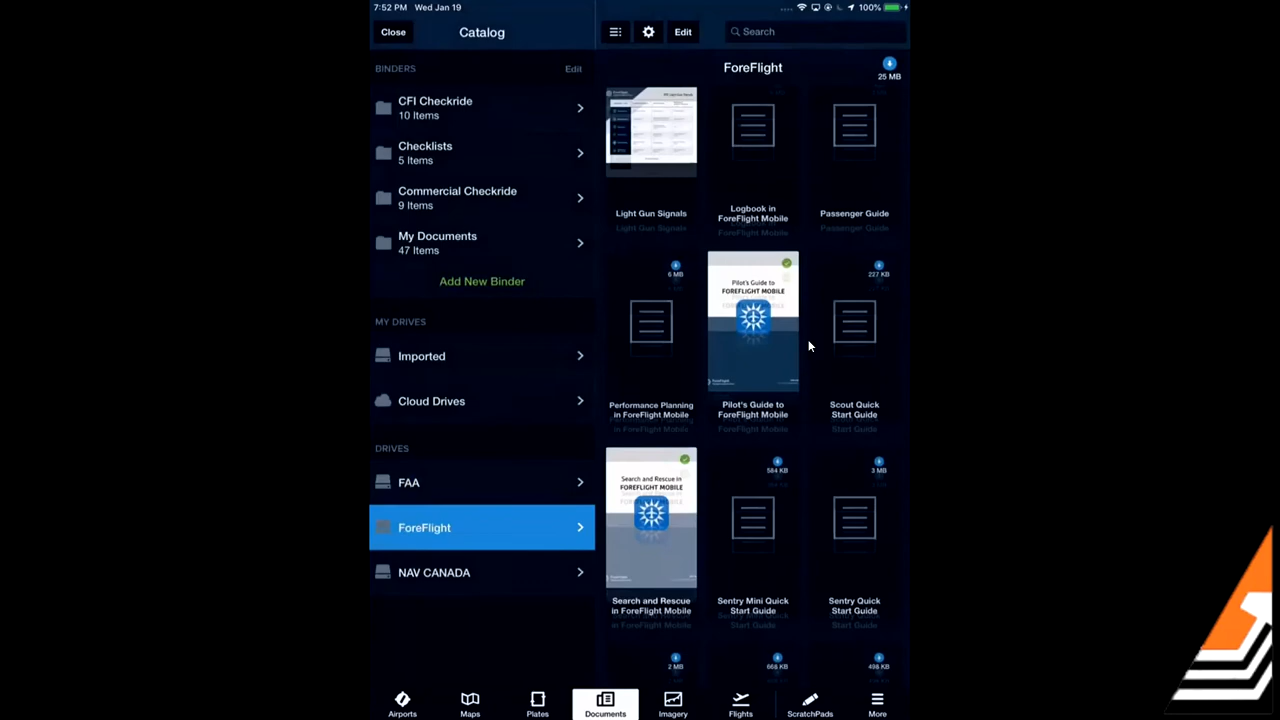 7:52 PM Wed Jan 19
100%
Close
Catalog
Edit
Search
BINDERS
Edit
CFI Checkride
10 Items
Checklists
5 Items
Commercial Checkride
9 Items
My Documents
47 Items
Add New Binder
MY DRIVES
Imported
Cloud Drives
DRIVES
FAA
ForeFlight
NAV CANADA
ForeFlight
25 MB
Light Gun Signals
Logbook in
ForeFlight Mobile
Passenger Guide
6 MB
Pilot's Guide to
FOREFLIGHT MOBILE
227 KB
Performance Planning
in ForeFlight Mobile
Pilot's Guide to
ForeFlight Mobile
Scout Quick
Start Guide
Search and Rescue in
FOREFLIGHT MOBILE
584 KB
3 MB
Search and Rescue
in ForeFlight Mobile
Sentry Mini Quick
Start Guide
Sentry Quick
Start Guide
2 MB
668 KB
498 KB
Airports
Maps
Plates
Documents
Imagery
Flights
ScratchPads
More